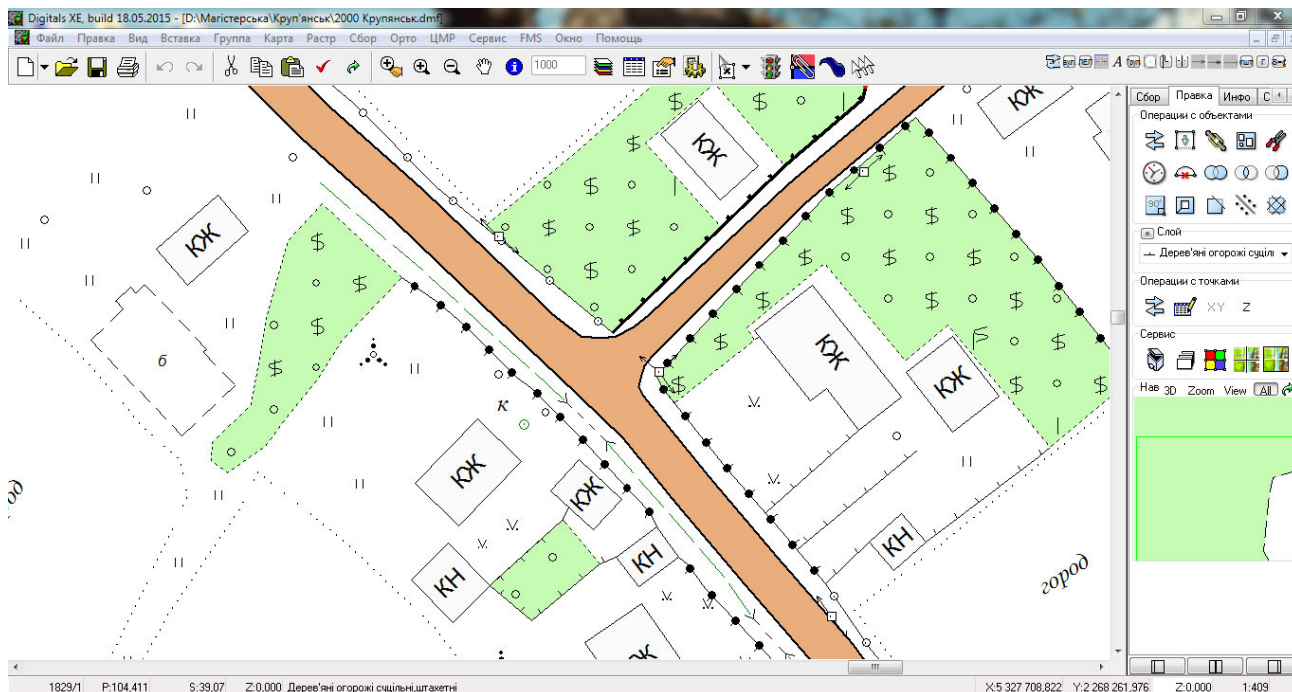 Digitals XE, build 18.05.2015 - [D:\Магістерська\Круп'янськ\2000 Крупянськ.dmf]
Файл Правка Вид Вставка Группа Карта Растр Сбор Орто ЦМР Сервис FMS Окно Помощь
1000
Сбор Правка Инфо С
Операции с объектами
90°
Слой
Дерев'яні огорожі суціль
Операции с точками
XY Z
Сервис
Нав 3D Zoom View All
КЖ
КЖ
КЖ
б
КЖ
КЖ
к
КЖ
КЖ
КН
КН
КН
город
КЖ
1829/1 P:104,411 S:39,07 Z:0,000 Дерев'яні огорожі суцільні,штахетні X:5 327 708,822 Y:2 268 261,976 Z:0,000 1:409